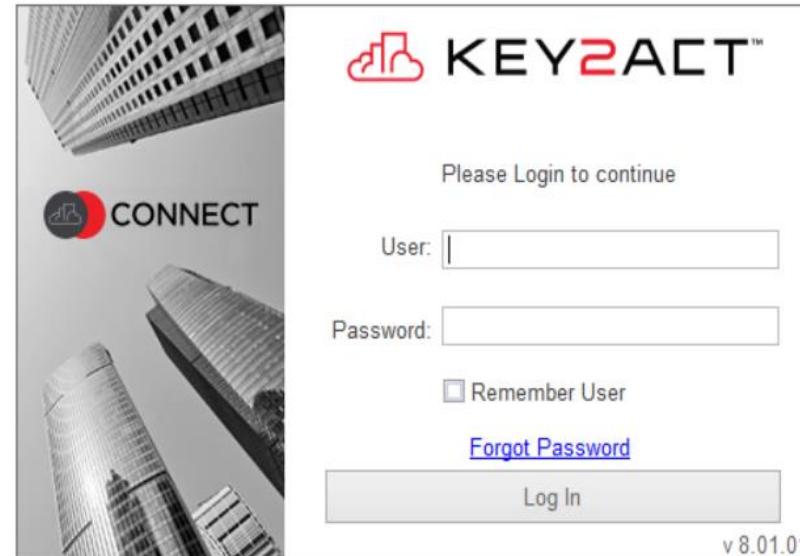 KEY2ACT™
CONNECT
Please Login to continue
User:
Password:
Remember User
Forgot Password
Log In
v 8.01.0